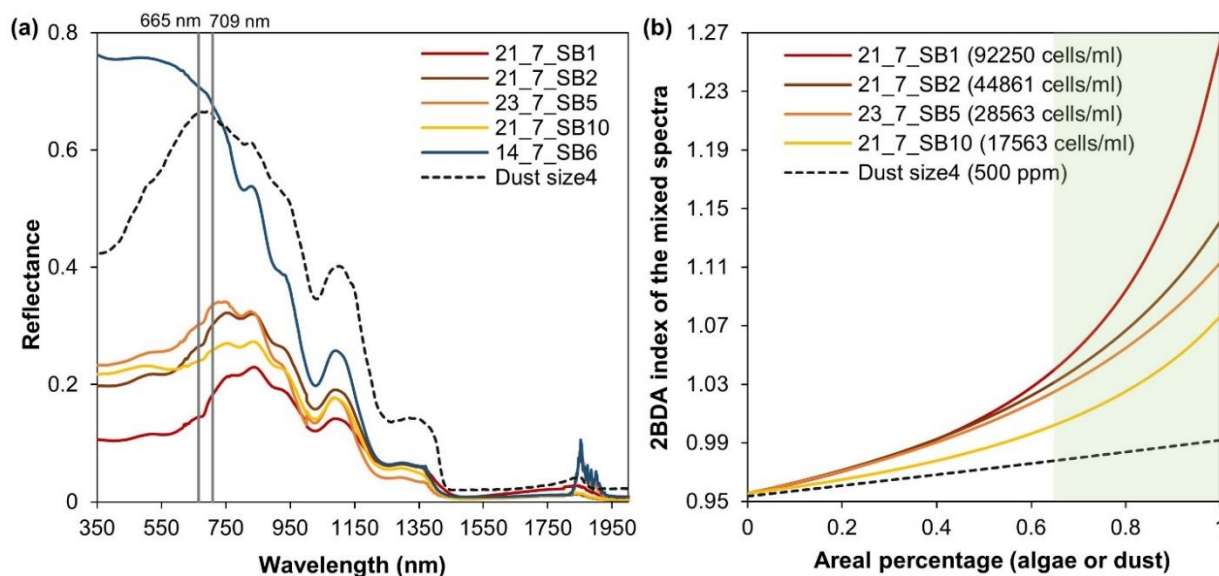 (a)
665 nm
709 nm
0.8
0.6
0.4
0.2
0
Reflectance
21_7_SB1
21_7_SB2
23_7_SB5
21_7_SB10
14_7_SB6
Dust size4
350 550 750 950 1150 1350 1550 1750 1950
Wavelength (nm)
(b)
1.27
1.23
1.19
1.15
1.11
1.07
1.03
0.99
0.95
2BDA index of the mixed spectra
21_7_SB1 (92250 cells/ml)
21_7_SB2 (44861 cells/ml)
23_7_SB5 (28563 cells/ml)
21_7_SB10 (17563 cells/ml)
Dust size4 (500 ppm)
0 0.2 0.4 0.6 0.8 1
Areal percentage (algae or dust)